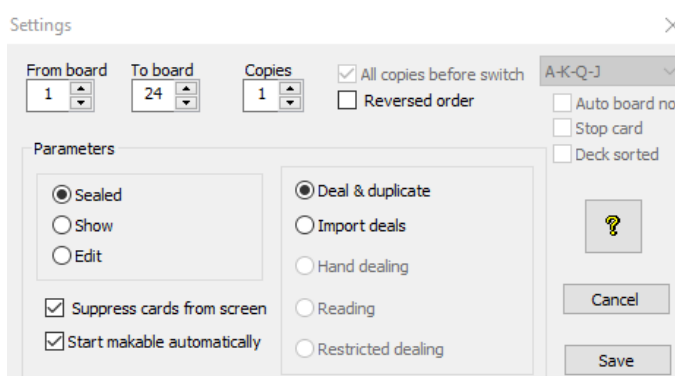 Settings
From board To board Copies
1 24 1
All copies before switch
Reversed order
A-K-Q-J
Auto board no
Stop card
Deck sorted
Parameters
Sealed
Show
Edit
Suppress cards from screen
Start makable automatically
Deal & duplicate
Import deals
Hand dealing
Reading
Restricted dealing
?
Cancel
Save